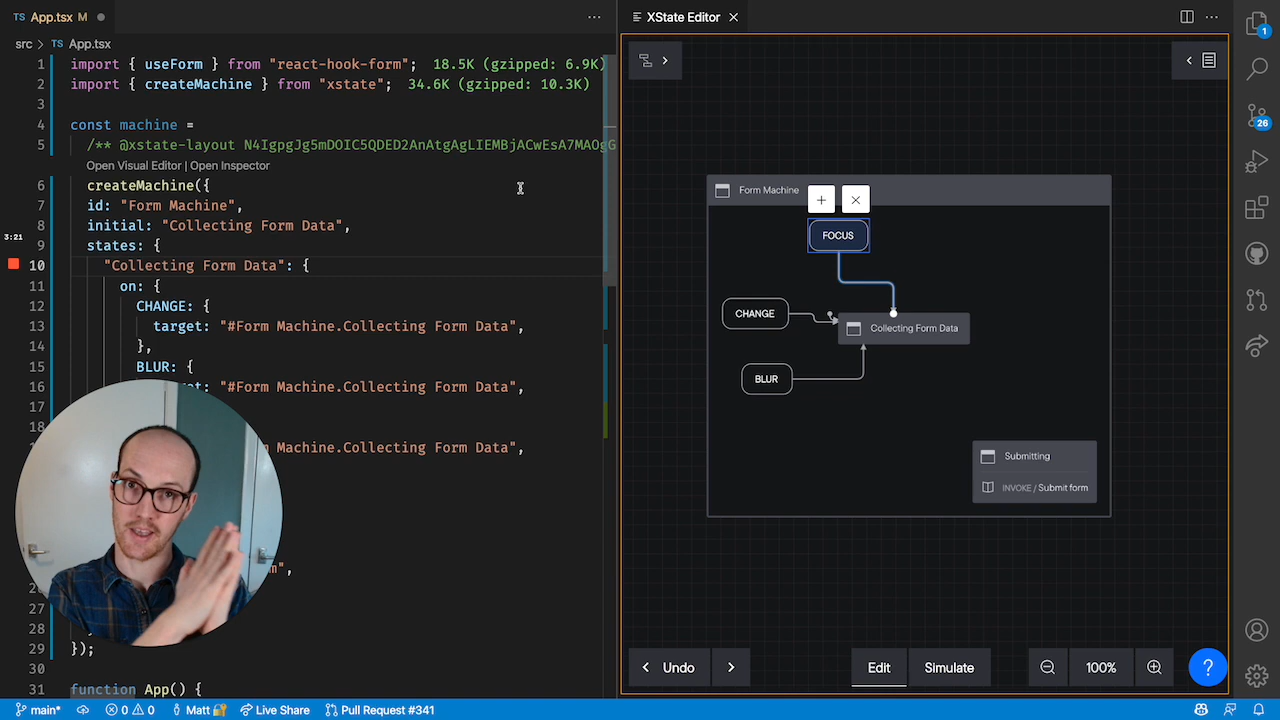 TS App.tsx M
XState Editor
src > TS App.tsx
1 import { useForm } from "react-hook-form"; 18.5K (gzipped: 6.9K)
2 import { createMachine } from "xstate"; 34.6K (gzipped: 10.3K)
3
4 const machine =
5 /** @xstate-layout
Open Visual Editor | Open Inspector
6 createMachine({
7 id: "Form Machine",
8 initial: "Collecting Form Data",
3:21
9 states: {
10 "Collecting Form Data": {
11 on: {
12 CHANGE: {
13 target: "#Form Machine.Collecting Form Data",
14 },
15 BLUR: {
16 "#Form Machine.Collecting Form Data",
17
18
Machine.Collecting Form Data",
27
28
29 });
30
31 function App() {
Form Machine
+ ×
FOCUS
CHANGE
Collecting Form Data
BLUR
Submitting
INVOKE / Submit form
< Undo >
Edit
Simulate
100%
?
1
26
main*
0 0
Matt
Live Share
Pull Request #341